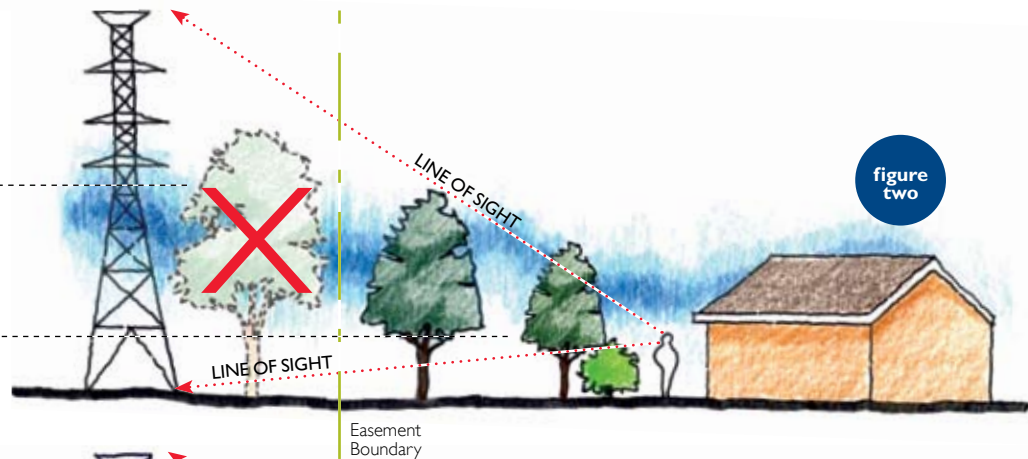 LINE OF SIGHT
figure
two
LINE OF SIGHT
Easement
Boundary